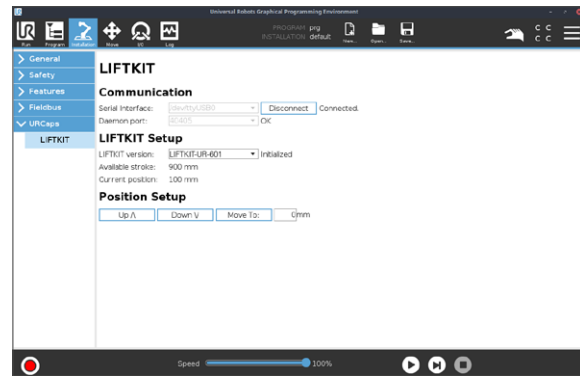 Universal Robots Graphical Programming Environment
UR
Run Program Installation Move I/O Log
PROGRAM prg
INSTALLATION default
New... Open... Save...
C C
C C
General
Safety
Features
Fieldbus
URCaps
LIFTKIT
LIFTKIT
Communication
Serial Interface: /dev/ttyUSB0 Disconnect Connected.
Daemon port: 40405 OK
LIFTKIT Setup
LIFTKIT version: LIFTKIT-UR-601 Initialized
Available stroke: 900 mm
Current position: 100 mm
Position Setup
Up /\ Down \/ Move To: 0 mm
Speed 100%